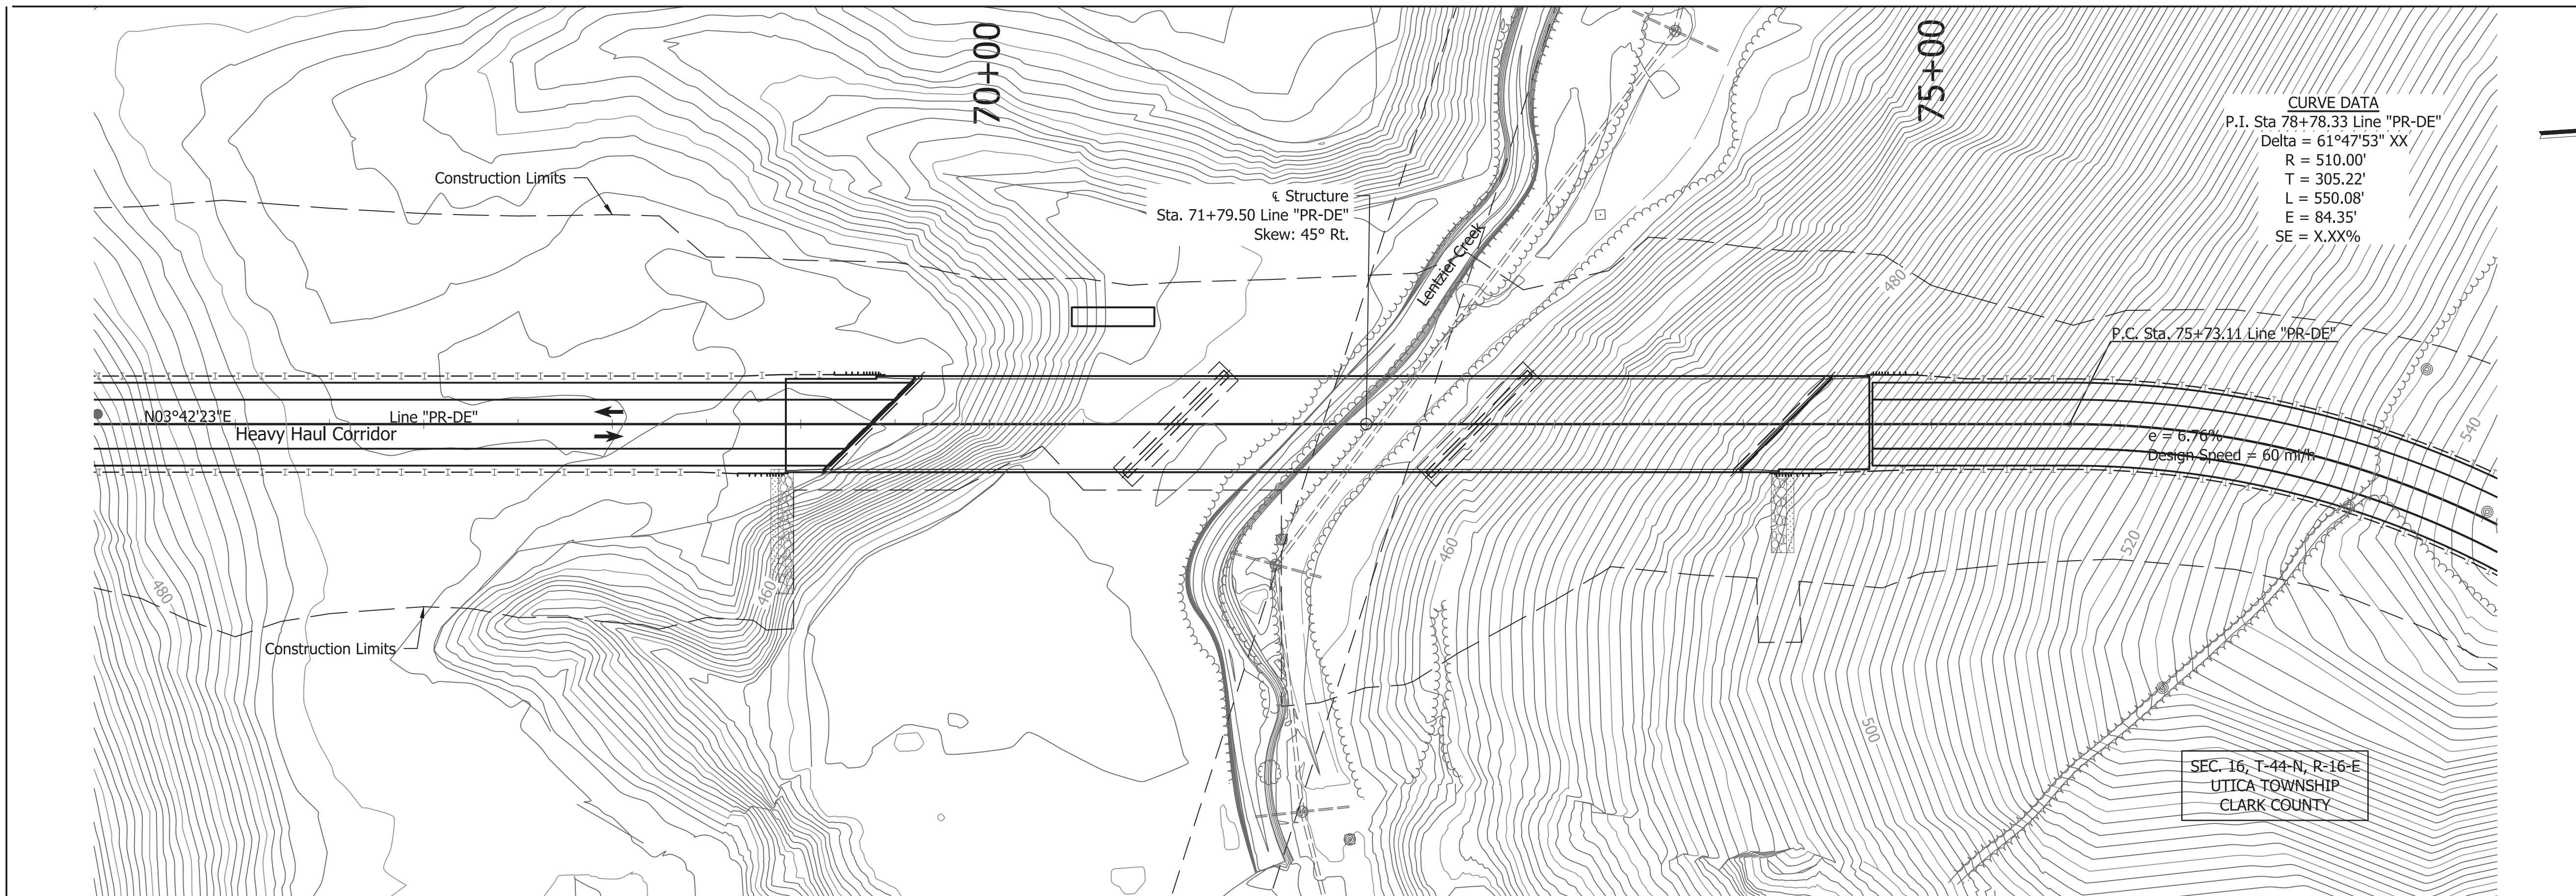 70+00
75+00
CURVE DATA
P.I. Sta 78+78.33 Line "PR-DE"
Delta = 61°47'53" XX
R = 510.00'
T = 305.22'
L = 550.08'
E = 84.35'
SE = X.XX%
Construction Limits
℄ Structure
Sta. 71+79.50 Line "PR-DE"
Skew: 45° Rt.
Lentzier Creek
480
P.C. Sta. 75+73.11 Line "PR-DE"
N03°42'23"E
Line "PR-DE"
Heavy Haul Corridor
e = 6.76%
Design Speed = 60 mi/h
540
460
520
480
460
Construction Limits
500
SEC. 16, T-44-N, R-16-E
UTICA TOWNSHIP
CLARK COUNTY